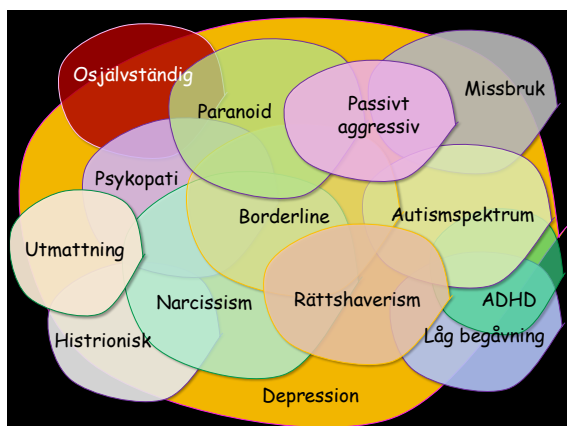 Osjälvständig
Missbruk
Paranoid
Passivt
aggressiv
Psykopati
Borderline
Autismspektrum
Utmattning
Narcissism
Rättshaverism
ADHD
Histrionisk
Låg begåvning
Depression